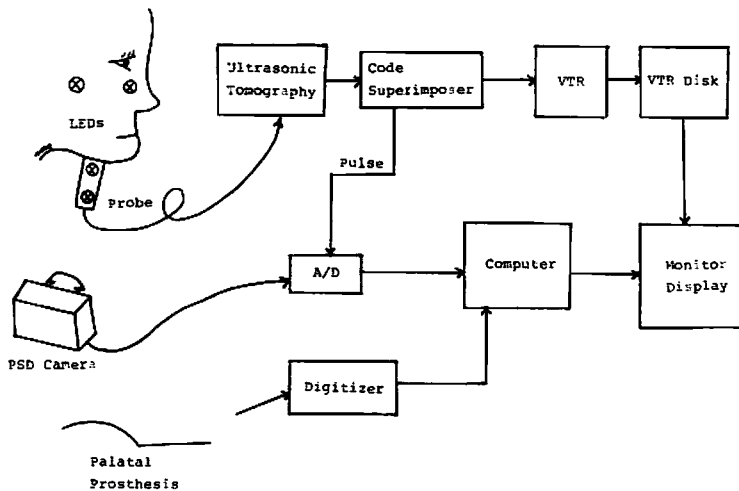 Ultrasonic
Tomography
Code
Superimposer
VTR
VTR Disk
LEDs
Pulse
Probe
A/D
Computer
Monitor
Display
PSD Camera
Digitizer
Palatal
Prosthesis